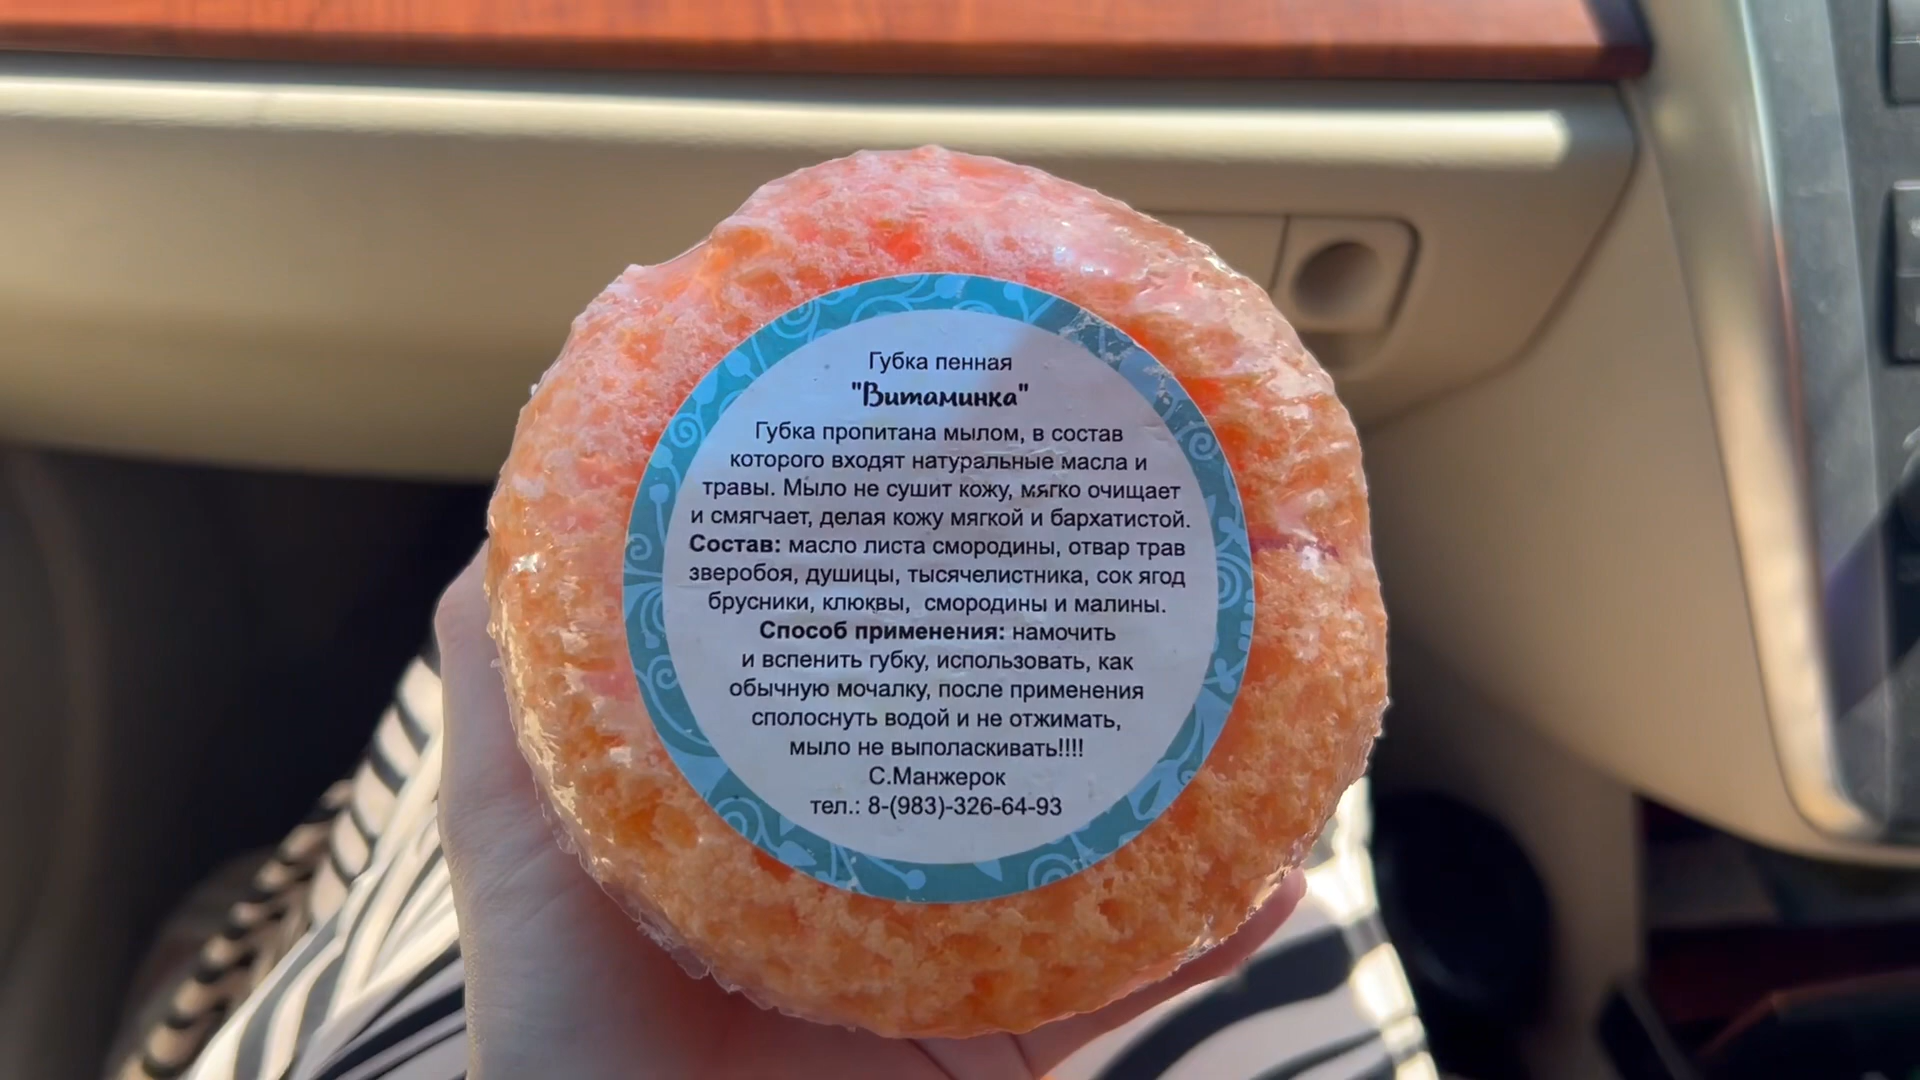 Губка пенная
"Витаминка"
Губка пропитана мылом, в состав
которого входят натуральные масла и
травы. Мыло не сушит кожу, мягко очищает
и смягчает, делая кожу мягкой и бархатистой.
Состав: масло листа смородины, отвар трав
зверобоя, душицы, тысячелистника, сок ягод
брусники, клюквы, смородины и малины.
Способ применения: намочить
и вспенить губку, использовать, как
обычную мочалку, после применения
сполоснуть водой и не отжимать,
мыло не выполаскивать!!!!
С.Манжерок
тел.: 8-(983)-326-64-93